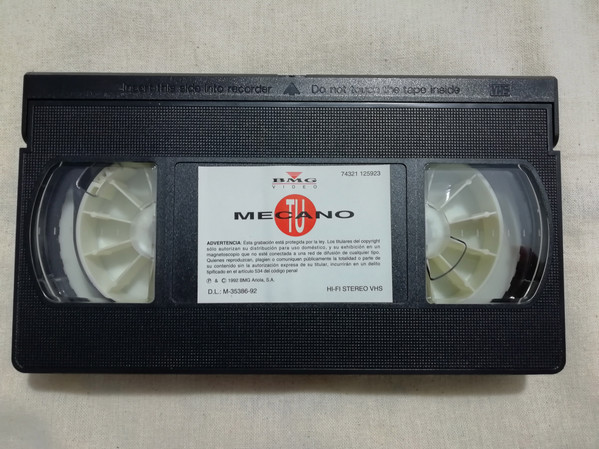 Insert this side into recorder
Do not touch the tape inside
VHS
BMG
VIDEO
74321 125923
TU
MECANO
ADVERTENCIA: Esta grabación está protegida por la ley. Los titulares del copyright
sólo autorizan su distribución para uso doméstico, y su exhibición en un
magnetoscopio que no esté conectada a una red de difusión de cualquier tipo.
Quienes reproduzcan, plagien o comuniquen públicamente la totalidad o parte de
su contenido sin la autorización expresa de su titular, incurrirán en un delito
tipificado en el artículo 534 del código penal
℗ & © 1992 BMG Ariola, S.A.
D.L.: M-35386-92
HI-FI STEREO VHS